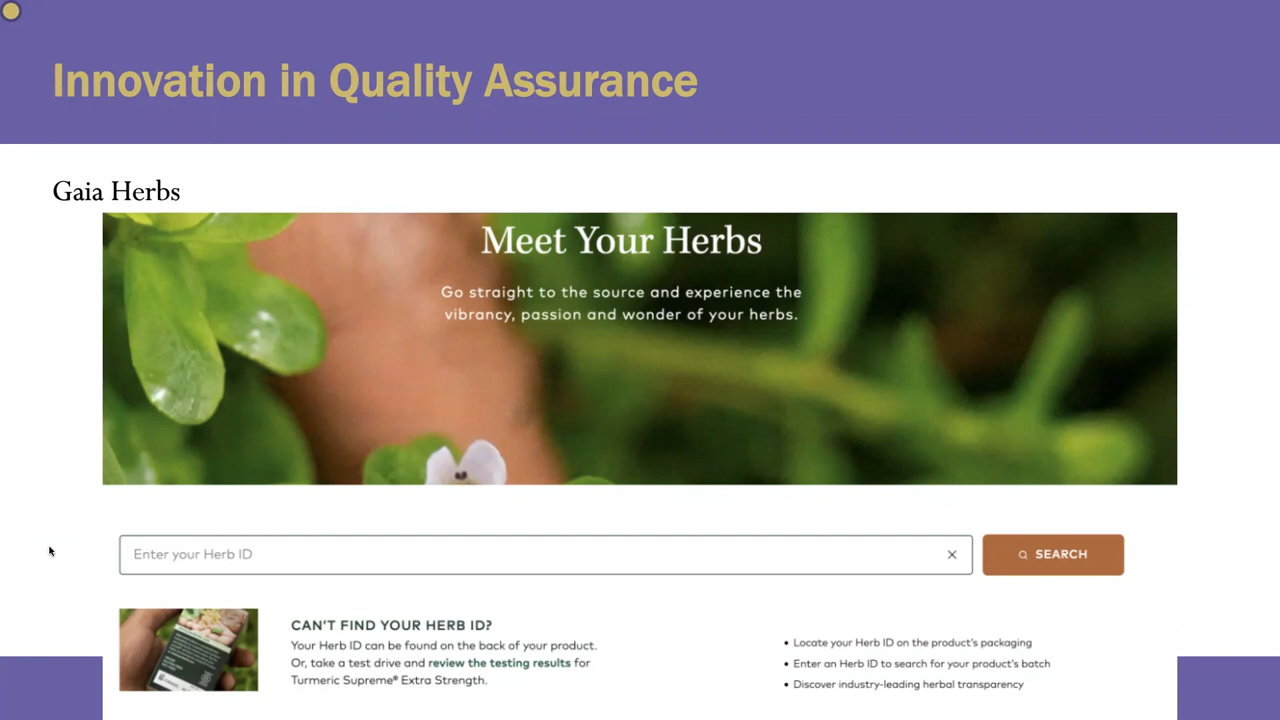 Innovation in Quality Assurance
Gaia Herbs
Meet Your Herbs
Go straight to the source and experience the
vibrancy, passion and wonder of your herbs.
Enter your Herb ID
SEARCH
CAN'T FIND YOUR HERB ID?
Your Herb ID can be found on the back of your product.
Or, take a test drive and review the testing results for
Turmeric Supreme® Extra Strength.
• Locate your Herb ID on the product's packaging
• Enter an Herb ID to search for your product's batch
• Discover industry-leading herbal transparency